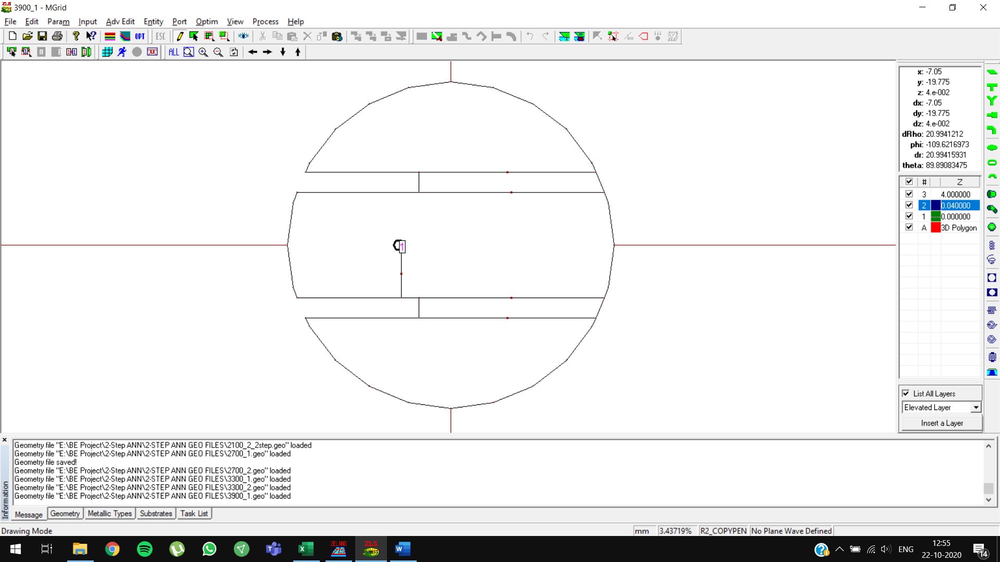 3900_1 - MGrid
File Edit Param Input Adv Edit Entity Port Optim View Process Help
OPT ESC
ALL
x: -7.05
y: -19.775
z: 4.e-002
dx: -7.05
dy: -19.775
dz: 4.e-002
dRho: 20.9941212
phi: -109.6216973
dr: 20.99415931
theta: 89.89083475
# Z
3 4.000000
2 0.040000
1 0.000000
A 3D Polygon
1
List All Layers
Elevated Layer
Insert a Layer
Geometry file "E:\BE Project\2-Step ANN\2-STEP ANN GEO FILES\2100_2_2step.geo" loaded
Geometry file "E:\BE Project\2-Step ANN\2-STEP ANN GEO FILES\2700_1.geo" loaded
Geometry file saved!
Geometry file "E:\BE Project\2-Step ANN\2-STEP ANN GEO FILES\2700_2.geo" loaded
Geometry file "E:\BE Project\2-Step ANN\2-STEP ANN GEO FILES\3300_1.geo" loaded
Geometry file "E:\BE Project\2-Step ANN\2-STEP ANN GEO FILES\3300_2.geo" loaded
Geometry file "E:\BE Project\2-Step ANN\2-STEP ANN GEO FILES\3900_1.geo" loaded
Information
Message Geometry Metallic Types Substrates Task List
Drawing Mode
mm 3.43719% R2_COPYPEN No Plane Wave Defined
ZELAND
ZLS
ENG
12:55
22-10-2020
14